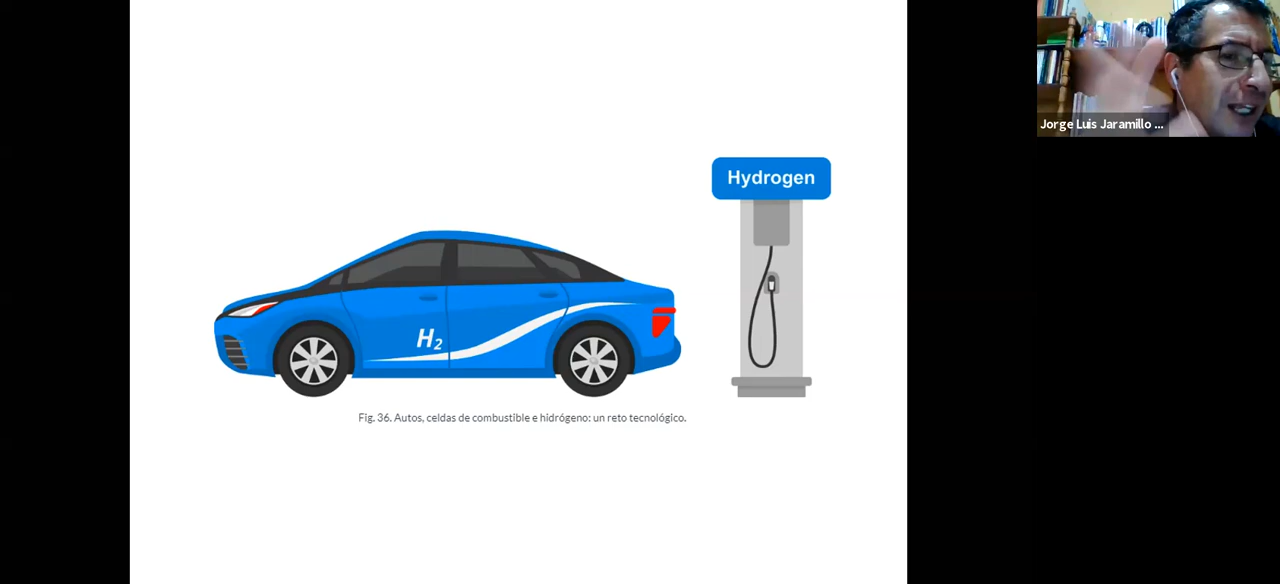 Jorge Luis Jaramillo ...
Hydrogen
H2
Fig. 36. Autos, celdas de combustible e hidrógeno: un reto tecnológico.